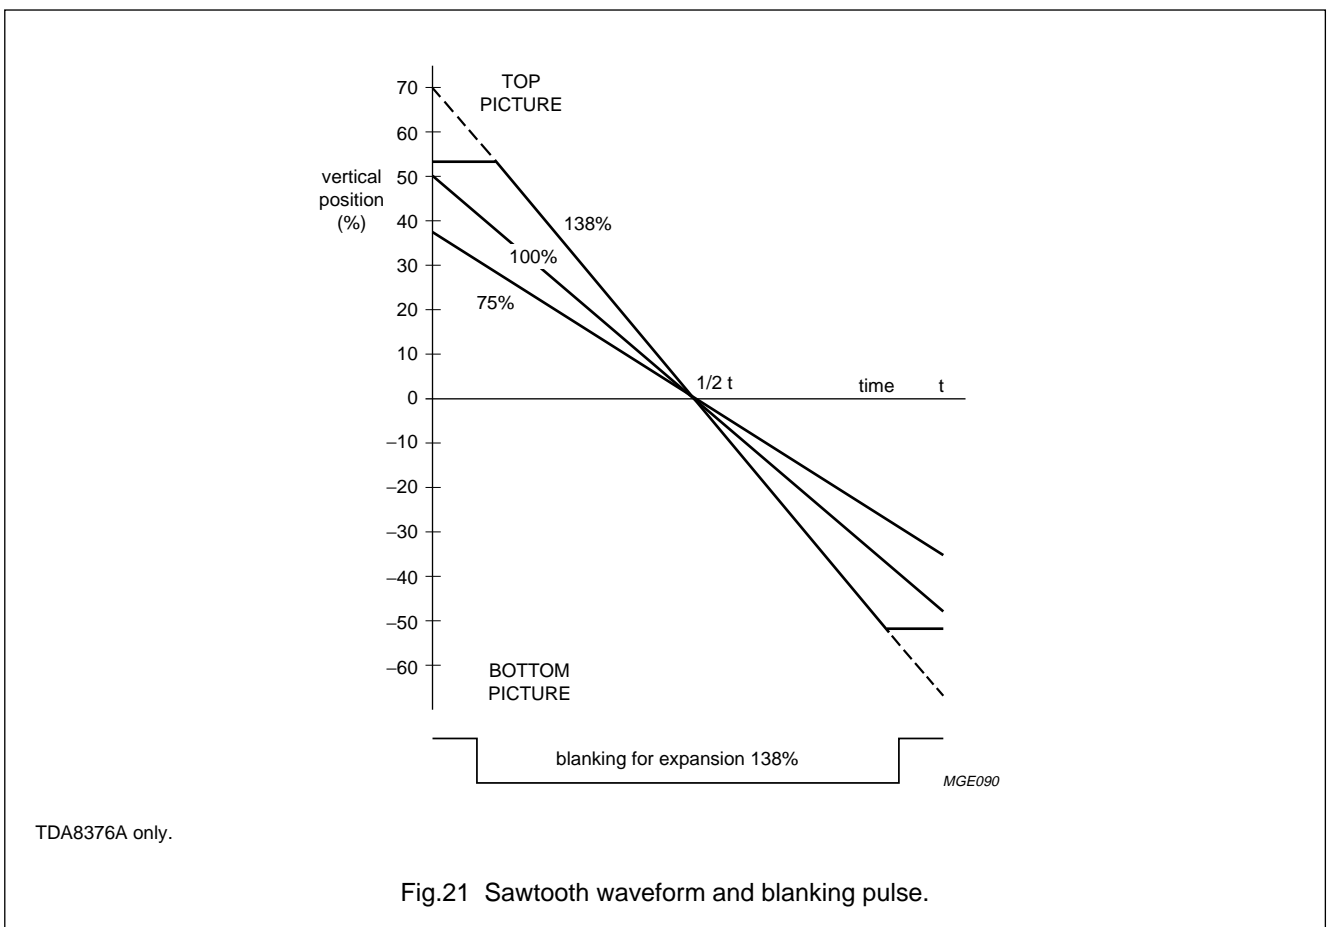 TOP
PICTURE
70
60
50
40
30
20
10
0
–10
–20
–30
–40
–50
–60
vertical
position
(%)
138%
100%
75%
1/2 t
time
t
BOTTOM
PICTURE
blanking for expansion 138%
MGE090
TDA8376A only.
Fig.21 Sawtooth waveform and blanking pulse.